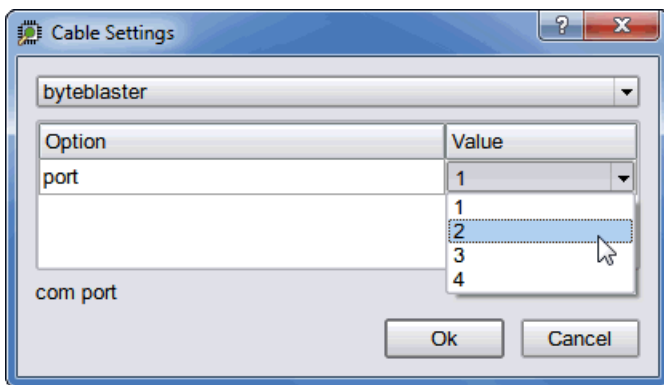 Cable Settings
byteblaster
Option Value
port 1
1
2
3
4
com port
Ok Cancel